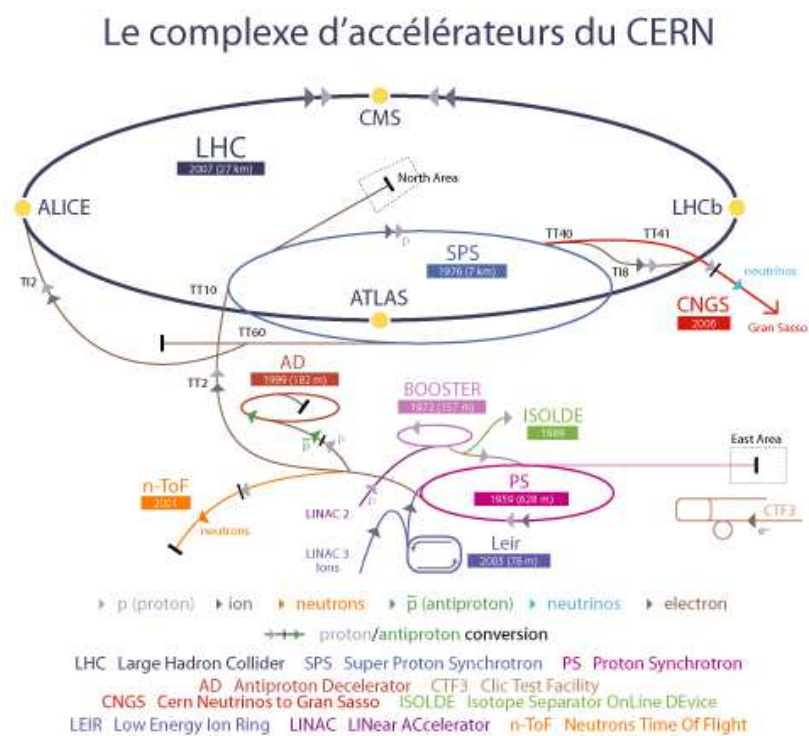 Le complexe d'accélérateurs du CERN
CMS
LHC
2007 (27 km)
North Area
ALICE
LHCb
p
TT40
TT41
SPS
1976 (7 km)
TI8
TI2
TT10
neutrinos
ATLAS
CNGS
2006
Gran Sasso
TT60
AD
1999 (182 m)
TT2
BOOSTER
1972 (157 m)
ISOLDE
1989
p
p̅
East Area
n-ToF
2001
PS
1959 (628 m)
LINAC 2
p
neutrons
CTF3
e-
LINAC 3
Ions
Leir
2005 (78 m)
p (proton) ion neutrons p̅ (antiproton) neutrinos electron
proton/antiproton conversion
LHC Large Hadron Collider SPS Super Proton Synchrotron PS Proton Synchrotron
AD Antiproton Decelerator CTF3 Clic Test Facility
CNGS Cern Neutrinos to Gran Sasso ISOLDE Isotope Separator OnLine DEvice
LEIR Low Energy Ion Ring LINAC LINear ACcelerator n-ToF Neutrons Time Of Flight